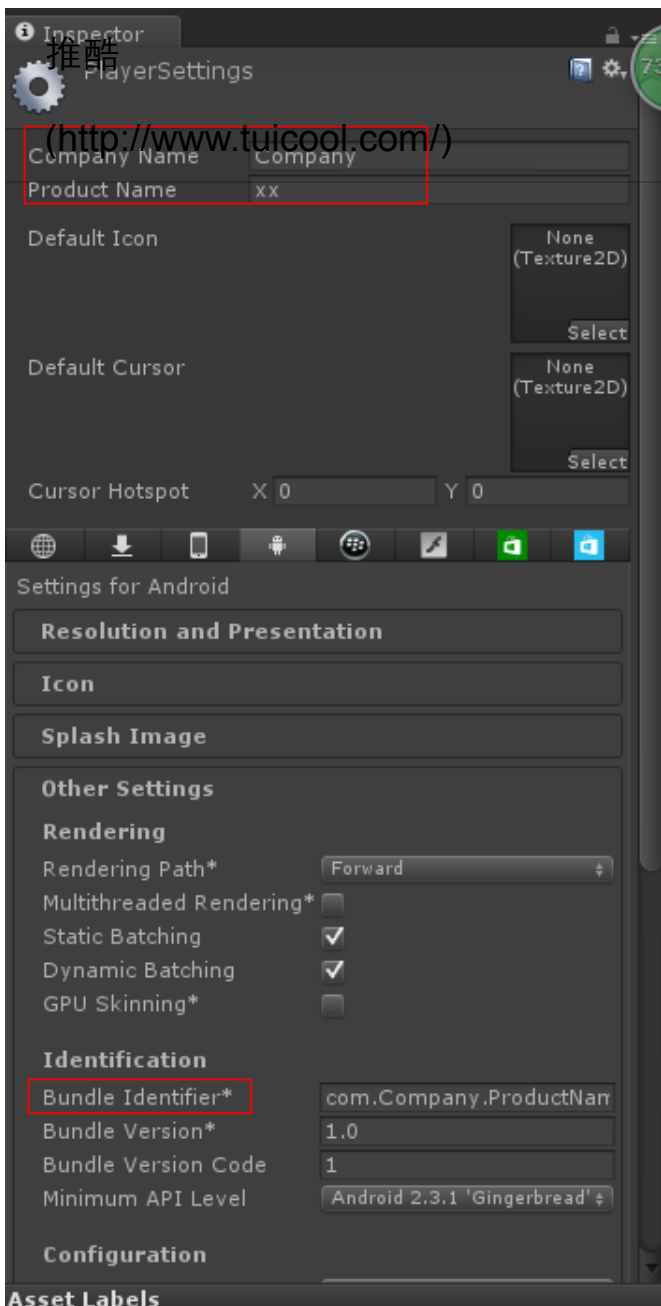 Inspector
推酷
PlayerSettings
(http://www.tuicool.com/)
Company Name Company
Product Name xx
Default Icon None
(Texture2D)
Select
Default Cursor None
(Texture2D)
Select
Cursor Hotspot X 0 Y 0
Settings for Android
Resolution and Presentation
Icon
Splash Image
Other Settings
Rendering
Rendering Path* Forward
Multithreaded Rendering*
Static Batching
Dynamic Batching
GPU Skinning*
Identification
Bundle Identifier* com.Company.ProductNam
Bundle Version* 1.0
Bundle Version Code 1
Minimum API Level Android 2.3.1 'Gingerbread'
Configuration
Asset Labels